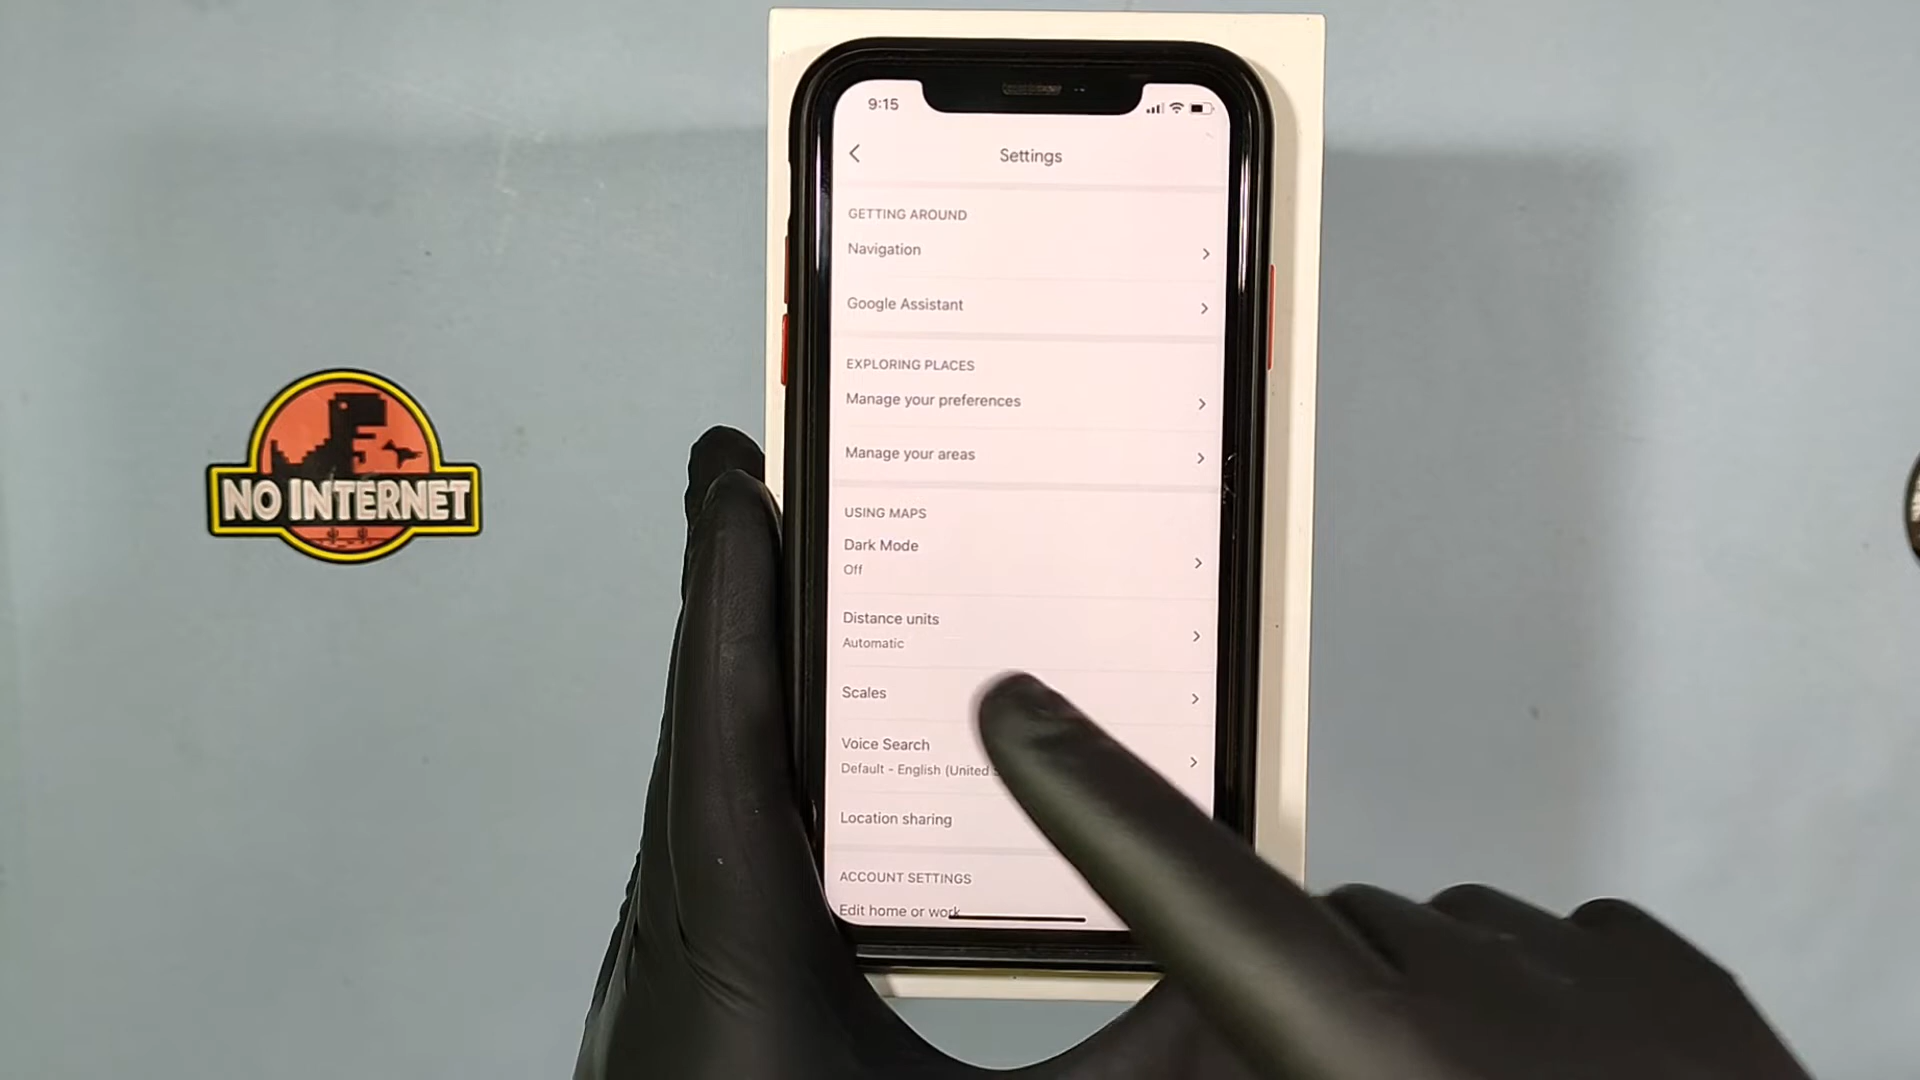 9:15
Settings
GETTING AROUND
Navigation
Google Assistant
EXPLORING PLACES
Manage your preferences
Manage your areas
USING MAPS
Dark Mode
Off
Distance units
Automatic
Scales
Voice Search
Default - English (United
Location sharing
ACCOUNT SETTINGS
Edit home or work
NO INTERNET